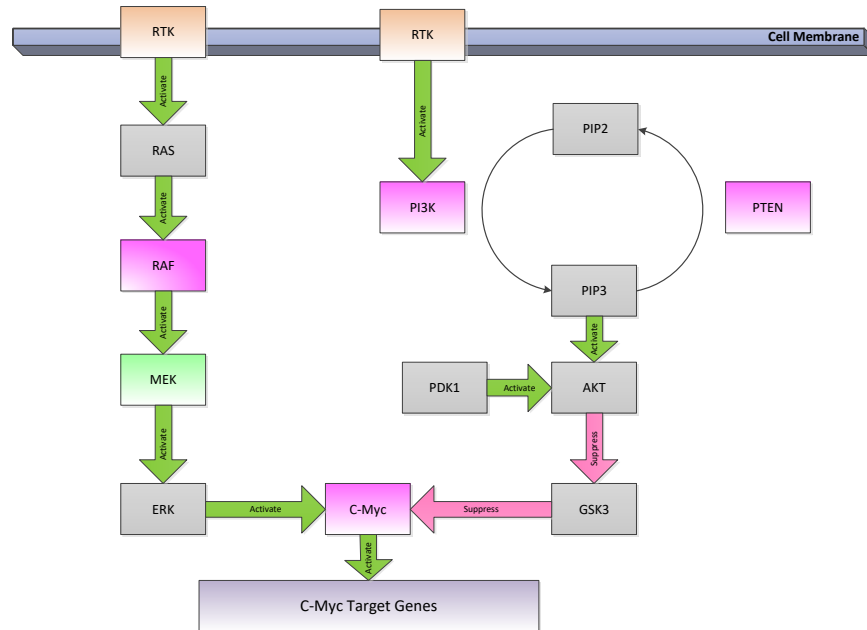 RTK
RTK
Cell Membrane
Activate
Activate
PIP2
RAS
PI3K
PTEN
Activate
RAF
PIP3
Activate
Activate
MEK
PDK1
Activate
AKT
Activate
Suppress
ERK
Activate
C-Myc
Suppress
GSK3
Activate
C-Myc Target Genes